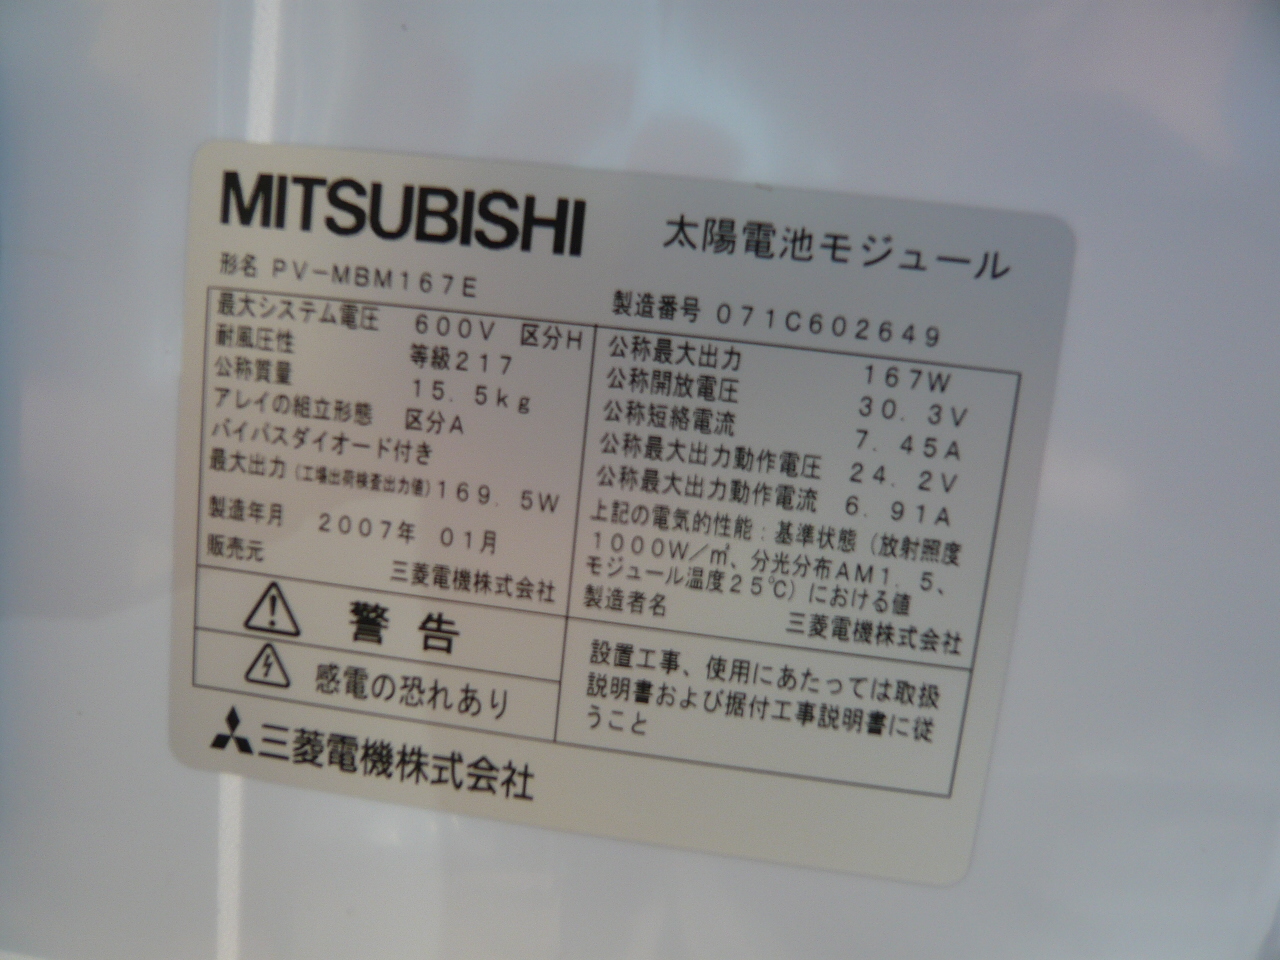 MITSUBISHI 太陽電池モジュール
形名 PV-MBM167E
製造番号 071C602649
最大システム電圧 600V 区分H
耐風圧性 等級217
公称質量 15.5kg
アレイの組立形態 区分A
バイパスダイオード付き
最大出力(工場出荷検査出力値)169.5W
製造年月 2007年 01月
販売元
三菱電機株式会社
公称最大出力 167W
公称開放電圧 30.3V
公称短絡電流 7.45A
公称最大出力動作電圧 24.2V
公称最大出力動作電流 6.91A
上記の電気的性能:基準状態(放射照度
1000W/㎡、分光分布AM1.5、
モジュール温度25℃)における値
製造者名
三菱電機株式会社
警告
感電の恐れあり
設置工事、使用にあたっては取扱
説明書および据付工事説明書に従
うこと
三菱電機株式会社